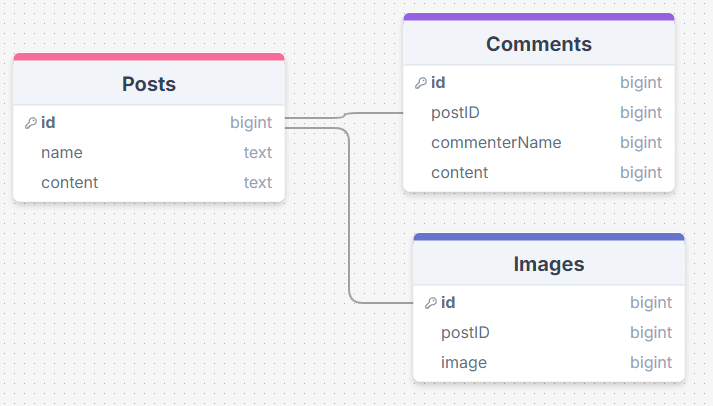 Posts
id bigint
name text
content text
Comments
id bigint
postID bigint
commenterName bigint
content bigint
Images
id bigint
postID bigint
image bigint